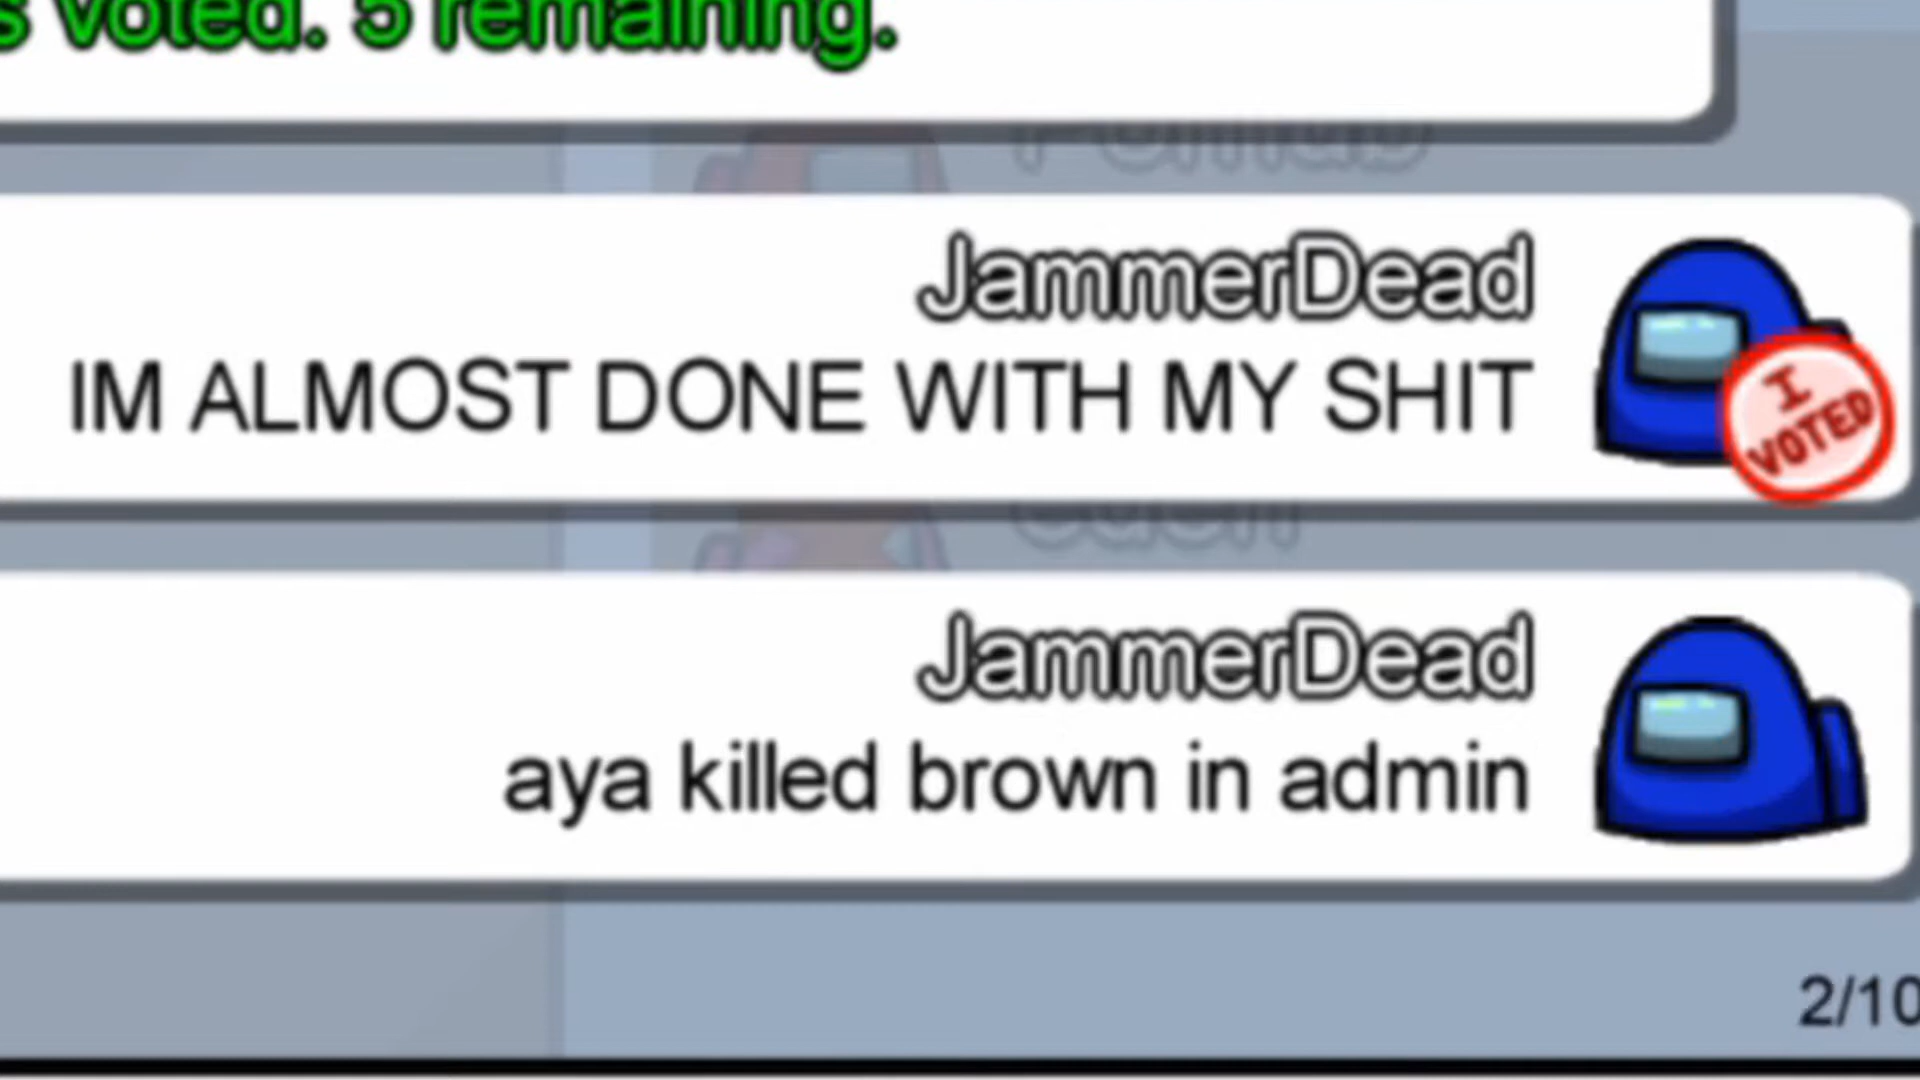 voted. 5 remaining.
JammerDead
IM ALMOST DONE WITH MY SHIT
I
VOTED
JammerDead
aya killed brown in admin
2/10